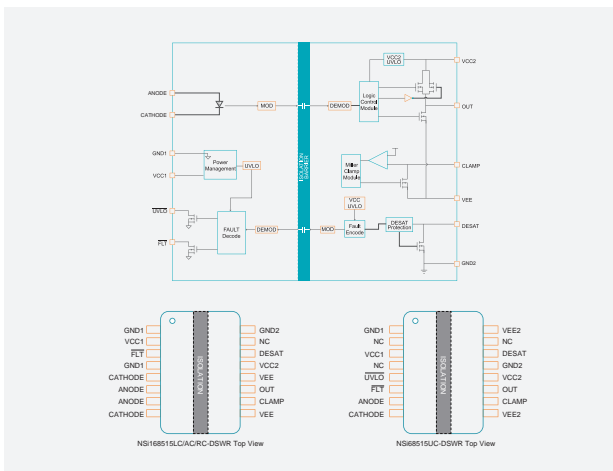 VCC2
UVLO
VCC2
ANODE
Logic
Control
Module
MOD
DEMOD
OUT
CATHODE
ISOLATION
BARRIER
GND1
Power
Management
UVLO
Miller
Clamp
Module
CLAMP
VCC1
VEE
UVLO
VCC
UVLO
FAULT
Decode
DEMOD
MOD
Fault
Encode
DESAT
Protection
DESAT
FLT
GND2
GND1
VCC1
FLT
GND1
CATHODE
ANODE
ANODE
CATHODE
ISOLATION
GND2
NC
DESAT
VCC2
VEE
OUT
CLAMP
VEE
NSi168515LC/AC/RC-DSWR Top View
GND1
NC
VCC1
NC
UVLO
FLT
ANODE
CATHODE
ISOLATION
VEE2
NC
DESAT
GND2
VCC2
OUT
CLAMP
VEE2
NSi68515UC-DSWR Top View